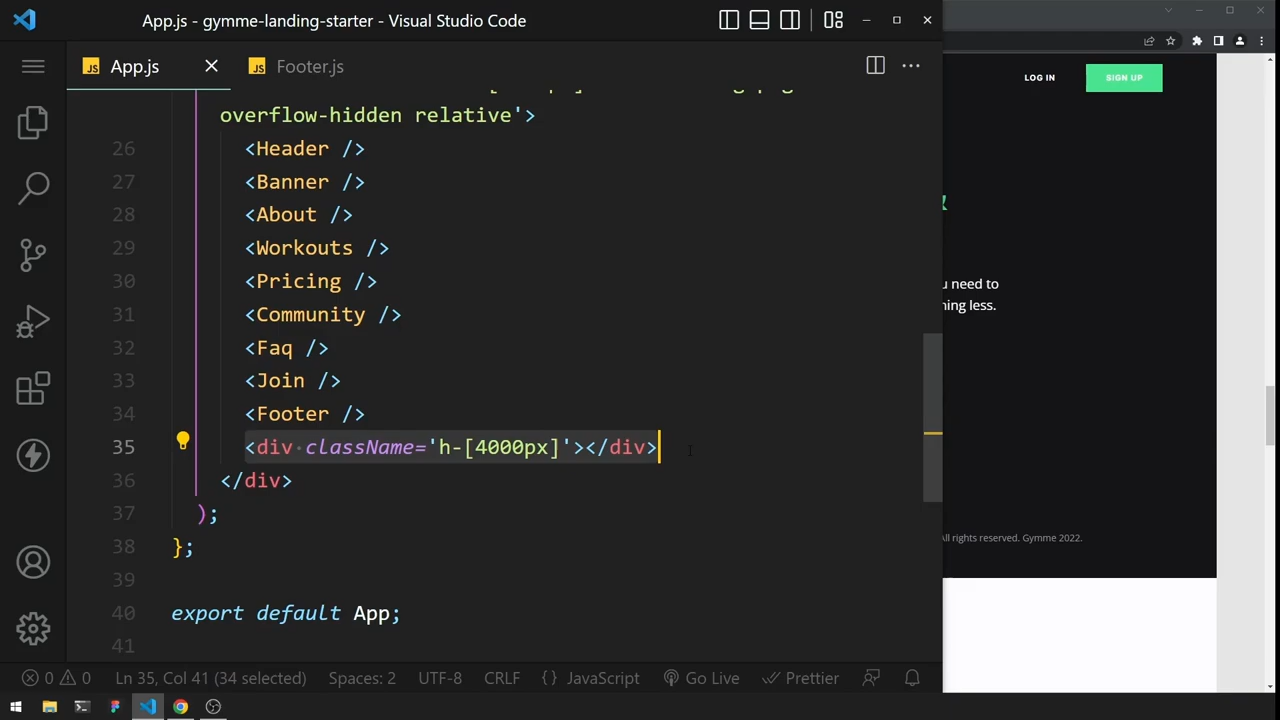 App.js - gymme-landing-starter - Visual Studio Code
App.js
Footer.js
overflow-hidden relative'>
26 <Header />
27 <Banner />
28 <About />
29 <Workouts />
30 <Pricing />
31 <Community />
32 <Faq />
33 <Join />
34 <Footer />
35 <div className='h-[4000px]'></div>
36 </div>
37 );
38 };
39
40 export default App;
41
0 0 Ln 35, Col 41 (34 selected) Spaces: 2 UTF-8 CRLF {} JavaScript Go Live Prettier
LOG IN SIGN UP
u need to
ning less.
All rights reserved. Gymme 2022.